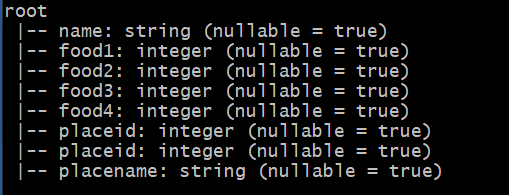 root
 |-- name: string (nullable = true)
 |-- food1: integer (nullable = true)
 |-- food2: integer (nullable = true)
 |-- food3: integer (nullable = true)
 |-- food4: integer (nullable = true)
 |-- placeid: integer (nullable = true)
 |-- placeid: integer (nullable = true)
 |-- placename: string (nullable = true)